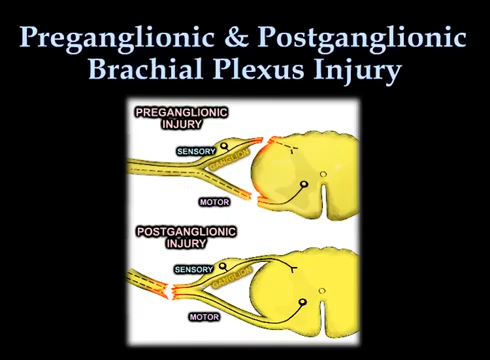 Preganglionic & Postganglionic
Brachial Plexus Injury
PREGANGLIONIC
INJURY
SENSORY
GANGLION
MOTOR
POSTGANGLIONIC
INJURY
SENSORY
GANGLION
MOTOR